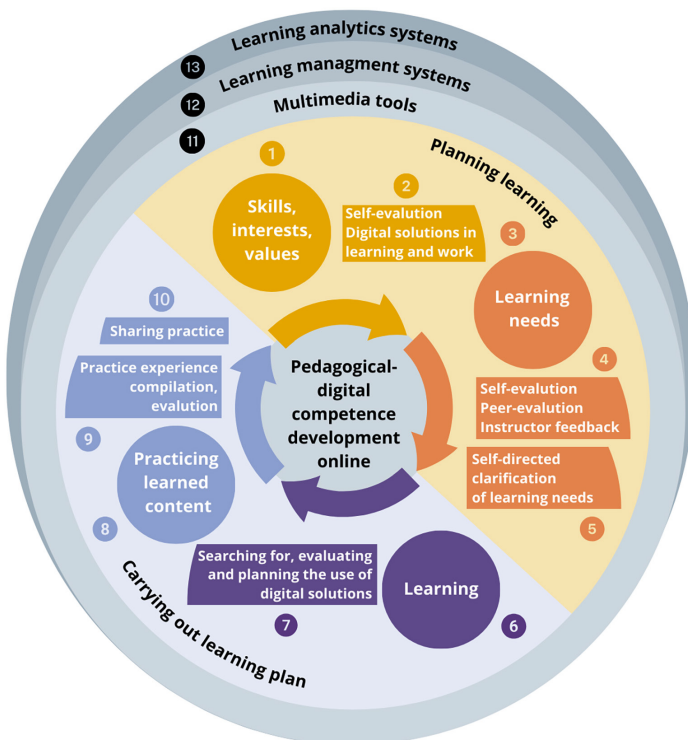 Learning analytics systems
13
Learning managment systems
12
Multimedia tools
11
Planning learning
1
Skills,
interests,
values
2
Self-evaluation
Digital solutions in
learning and work
3
Learning
needs
4
Self-evaluation
Peer-evaluation
Instructor feedback
Self-directed
clarification
of learning needs
5
Pedagogical-
digital
competence
development
online
10
Sharing practice
Practice experience
compilation,
evalution
9
Practicing
learned
content
8
Searching for, evaluating
and planning the use of
digital solutions
7
Learning
6
Carrying out learning plan